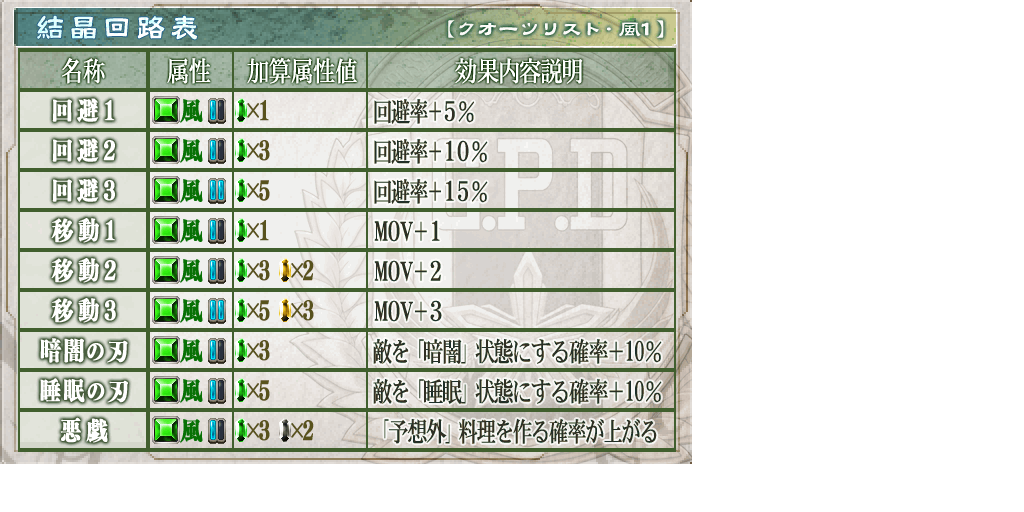 結晶回路表 【クオーツリスト・風1】
名称 属性 加算属性値 効果内容説明
回避1 風 ×1 回避率+5%
回避2 風 ×3 回避率+10%
回避3 風 ×5 回避率+15%
移動1 風 ×1 MOV+1
移動2 風 ×3 ×2 MOV+2
移動3 風 ×5 ×3 MOV+3
暗闇の刃 風 ×3 敵を「暗闇」状態にする確率+10%
睡眠の刃 風 ×5 敵を「睡眠」状態にする確率+10%
悪戯 風 ×3 ×2 「予想外」料理を作る確率が上がる